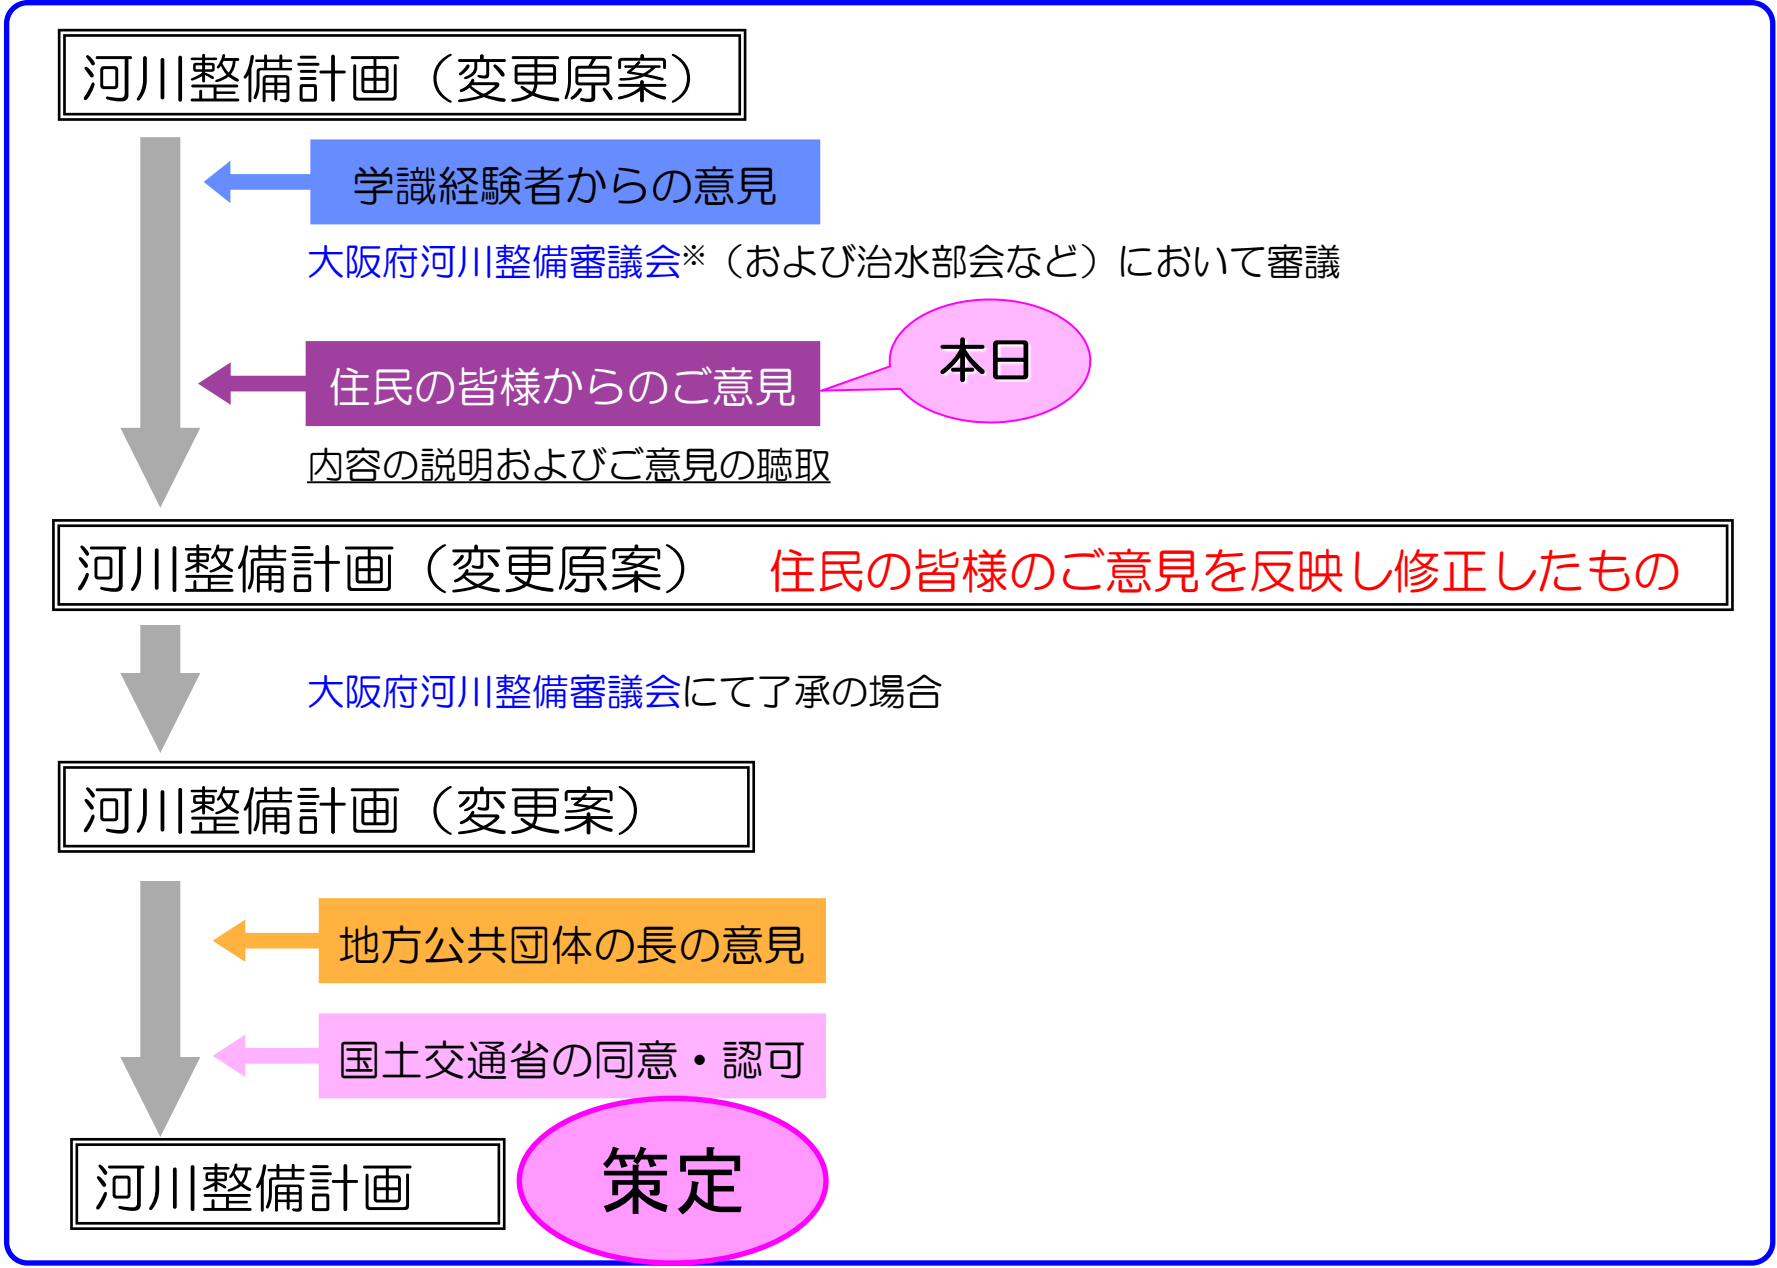 河川整備計画（変更原案）
学識経験者からの意見
大阪府河川整備審議会※（および治水部会など）において審議
本日
住民の皆様からのご意見
内容の説明およびご意見の聴取
河川整備計画（変更原案）　住民の皆様のご意見を反映し修正したもの
大阪府河川整備審議会にて了承の場合
河川整備計画（変更案）
地方公共団体の長の意見
国土交通省の同意・認可
河川整備計画
策定